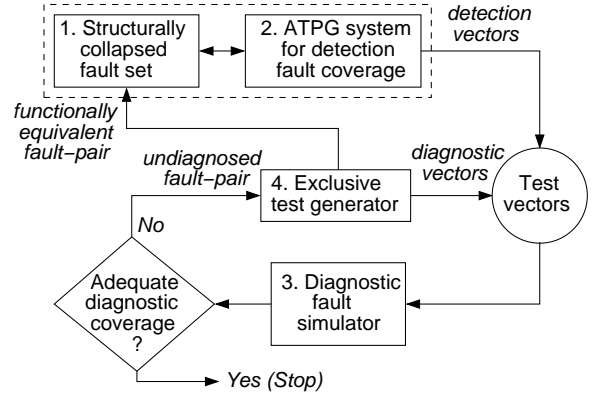 1. Structurally
collapsed
fault set
2. ATPG system
for detection
fault coverage
detection
vectors
functionally
equivalent
fault−pair
undiagnosed
fault−pair
4. Exclusive
test generator
diagnostic
vectors
Test
vectors
No
Adequate
diagnostic
coverage
?
3. Diagnostic
fault
simulator
Yes (Stop)